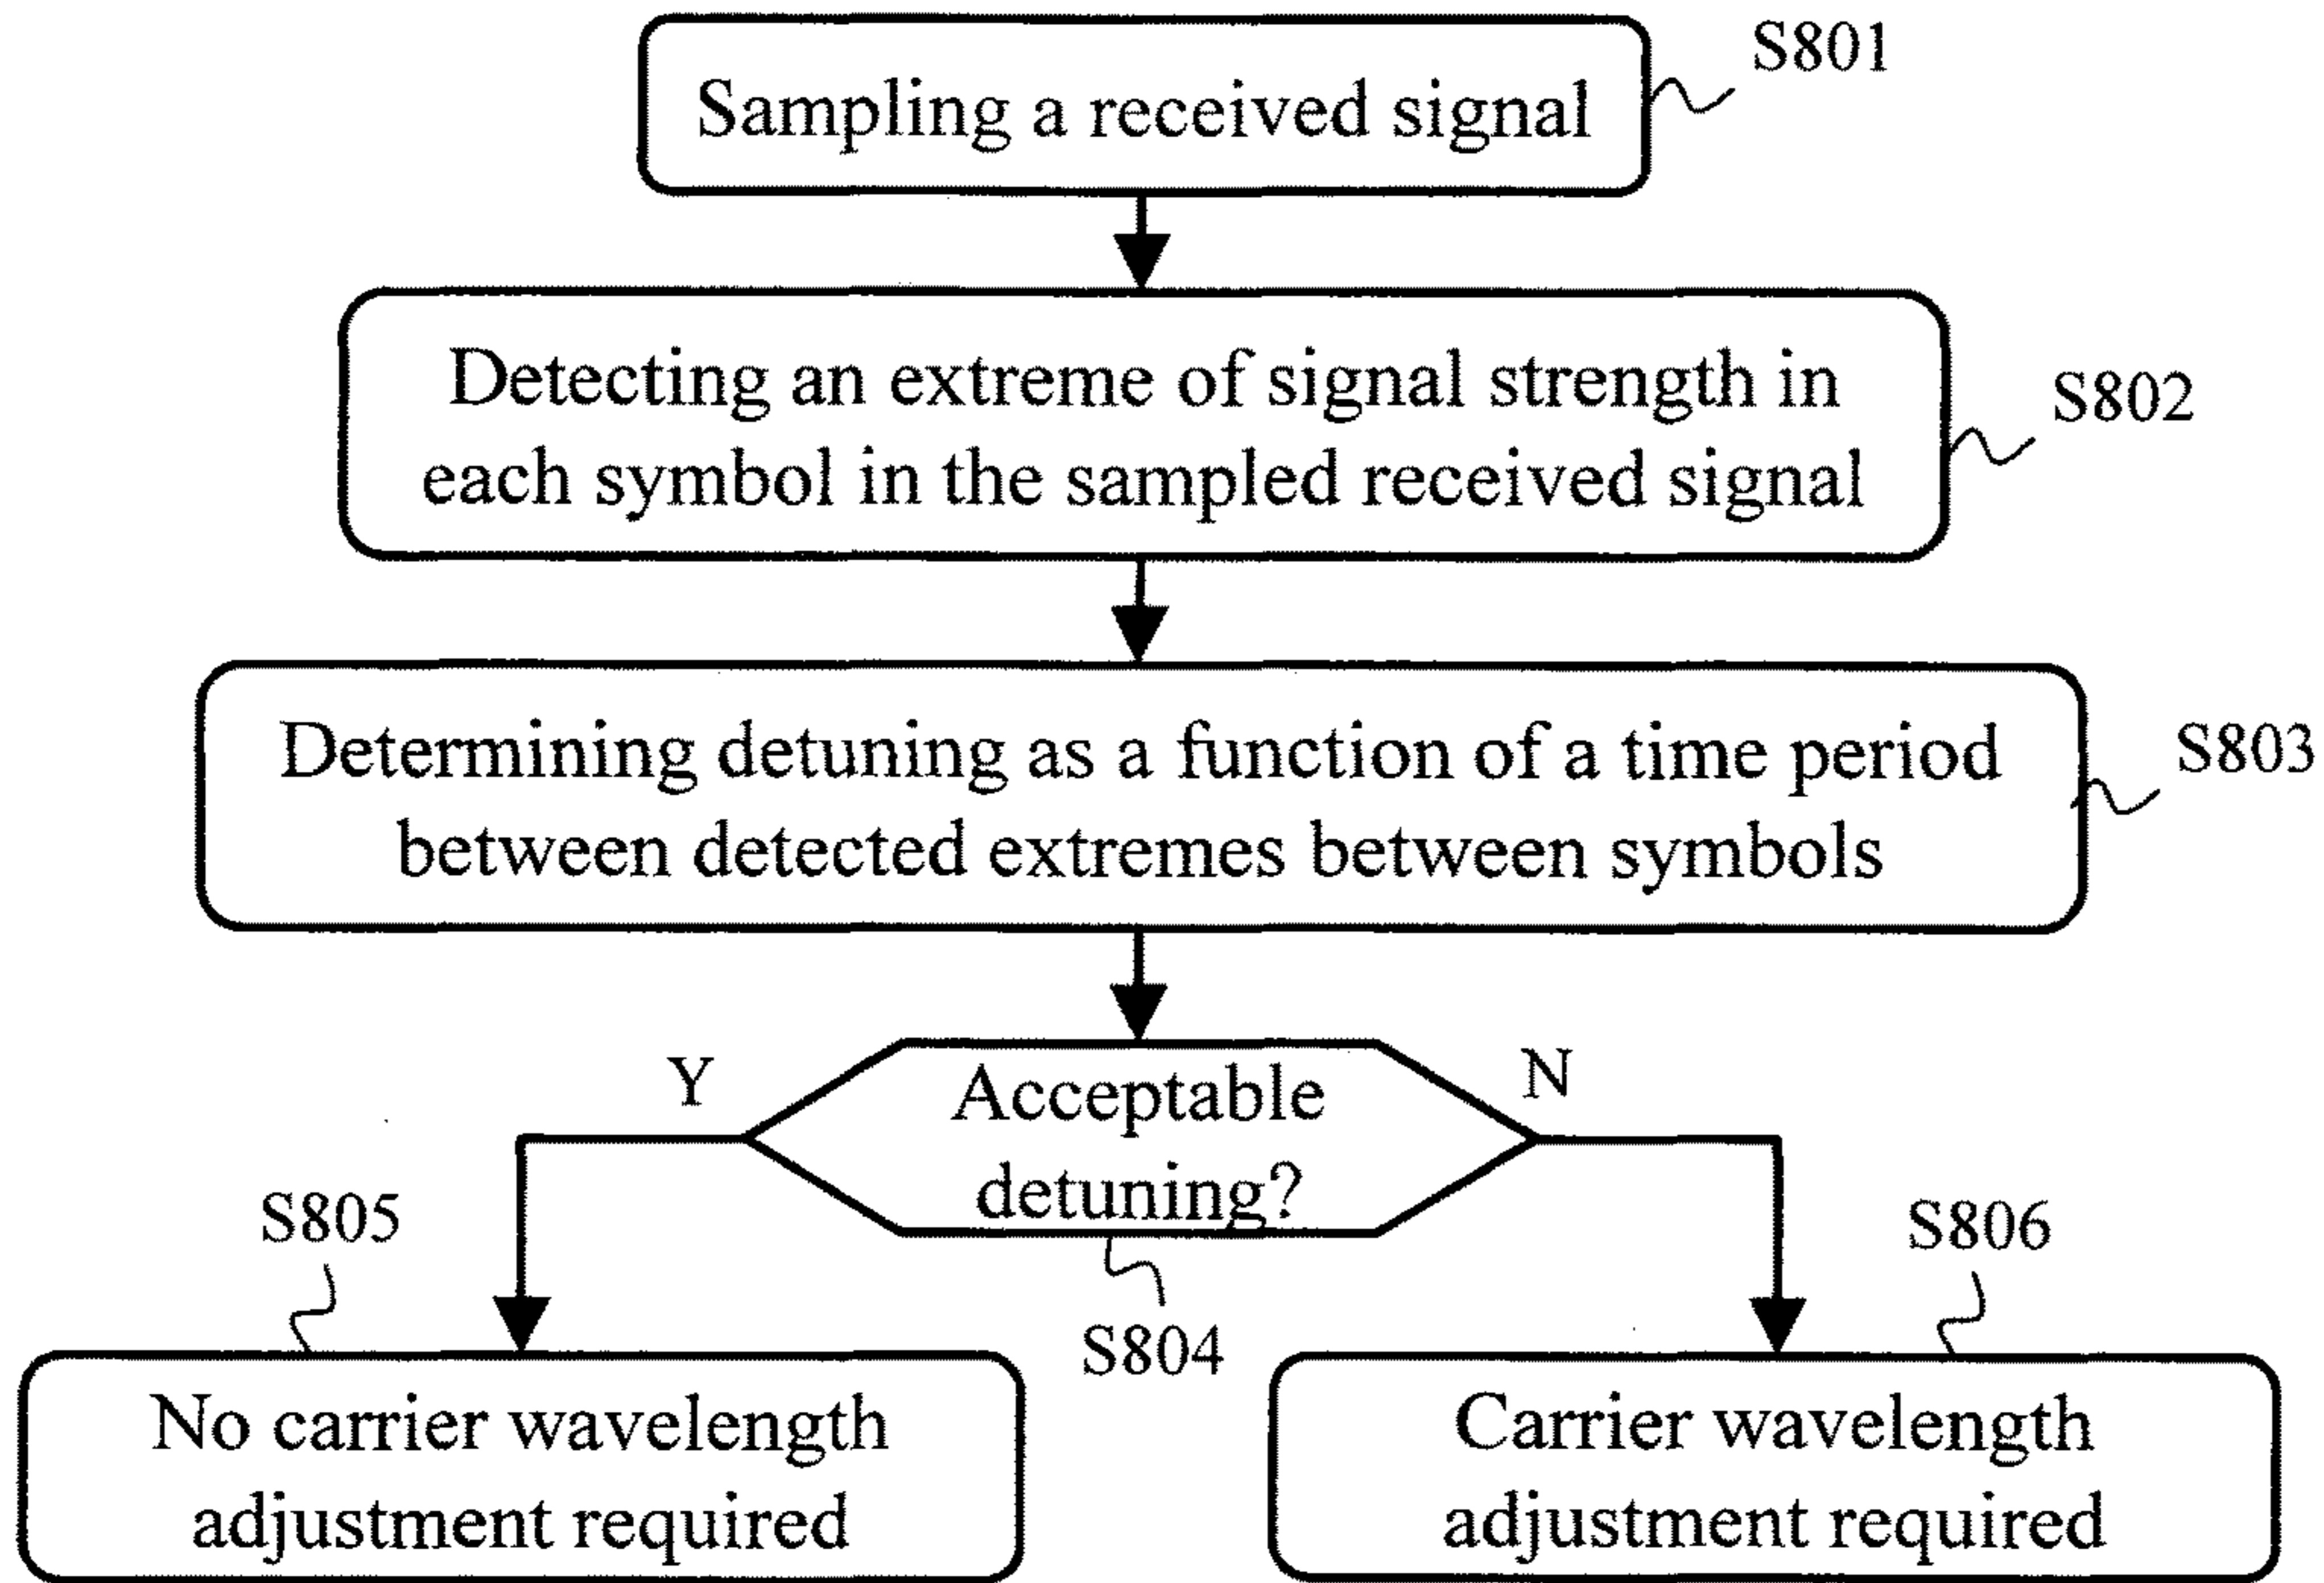 Sampling a received signal
S801
Detecting an extreme of signal strength in
each symbol in the sampled received signal
S802
Determining detuning as a function of a time period
between detected extremes between symbols
S803
Y
Acceptable
detuning?
N
S804
S805
No carrier wavelength
adjustment required
S806
Carrier wavelength
adjustment required